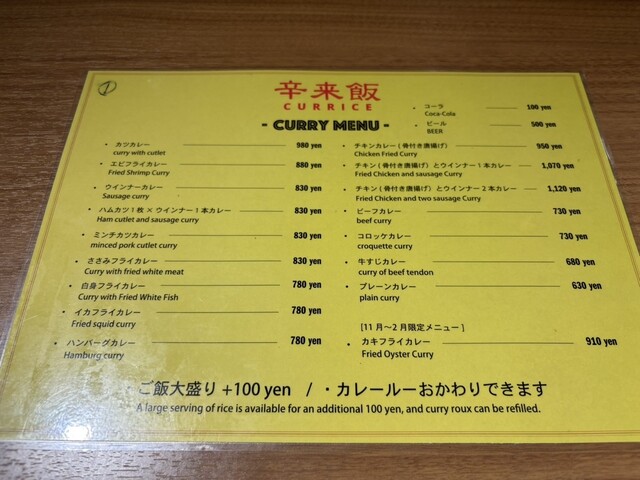 ①
辛来飯
CURRICE
- CURRY MENU -
・コーラ 100 yen
Coca-Cola
・ビール 500 yen
BEER
・カツカレー 980 yen
curry with cutlet
・エビフライカレー 880 yen
Fried Shrimp Curry
・ウインナーカレー 830 yen
Sausage curry
・ハムカツ1枚×ウインナー1本カレー 830 yen
Ham cutlet and sausage curry
・ミンチカツカレー 830 yen
minced pork cutlet curry
・ささみフライカレー 830 yen
Curry with fried white meat
・白身フライカレー 780 yen
Curry with Fried White Fish
・イカフライカレー 780 yen
Fried squid curry
・ハンバーグカレー 780 yen
Hamburg curry
・チキンカレー(骨付き唐揚げ) 950 yen
Chicken Fried Curry
・チキン(骨付き唐揚げ)とウインナー1本カレー 1,070 yen
Fried Chicken and sausage Curry
・チキン(骨付き唐揚げ)とウインナー2本カレー 1,120 yen
Fried Chicken and two sausage Curry
・ビーフカレー 730 yen
beef curry
・コロッケカレー 730 yen
croquette curry
・牛すじカレー 680 yen
curry of beef tendon
・プレーンカレー 630 yen
plain curry
[11月~2月限定メニュー]
・カキフライカレー 910 yen
Fried Oyster Curry
・ご飯大盛り +100 yen / ・カレールーおかわりできます
A large serving of rice is available for an additional 100 yen, and curry roux can be refilled.